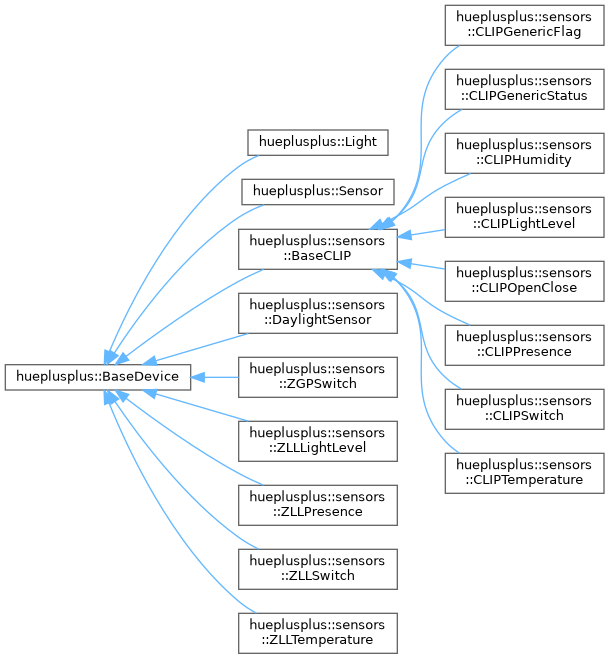 hueplusplus::BaseDevice
hueplusplus::Light
hueplusplus::Sensor
hueplusplus::sensors
::BaseCLIP
hueplusplus::sensors
::DaylightSensor
hueplusplus::sensors
::ZGPSwitch
hueplusplus::sensors
::ZLLLightLevel
hueplusplus::sensors
::ZLLPresence
hueplusplus::sensors
::ZLLSwitch
hueplusplus::sensors
::ZLLTemperature
hueplusplus::sensors
::CLIPGenericFlag
hueplusplus::sensors
::CLIPGenericStatus
hueplusplus::sensors
::CLIPHumidity
hueplusplus::sensors
::CLIPLightLevel
hueplusplus::sensors
::CLIPOpenClose
hueplusplus::sensors
::CLIPPresence
hueplusplus::sensors
::CLIPSwitch
hueplusplus::sensors
::CLIPTemperature